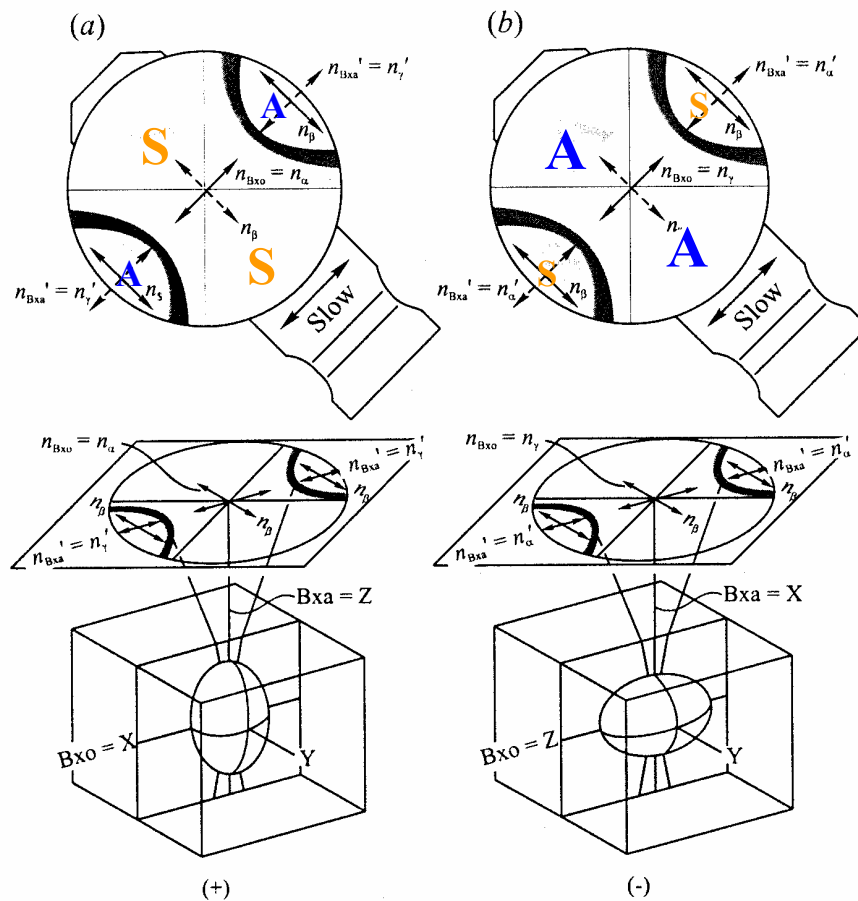 (a)
n_Bxa' = n_γ'
A
n_β
S
n_Bxo = n_α
n_β
S
A
n_Bxa' = n_γ'
n_s
Slow
n_Bxo = n_α
n_Bxa' = n_γ'
n_β
n_β
n_β
n_Bxa' = n_γ'
Bxa = Z
Bxo = X
Y
(+)
(b)
n_Bxa' = n_α'
S
n_β
A
n_Bxo = n_γ
A
S
n_Bxa' = n_α'
n_β
Slow
n_Bxo = n_γ
n_Bxa' = n_α'
n_β
n_β
n_β
n_Bxa' = n_α'
Bxa = X
Bxo = Z
Y
(-)